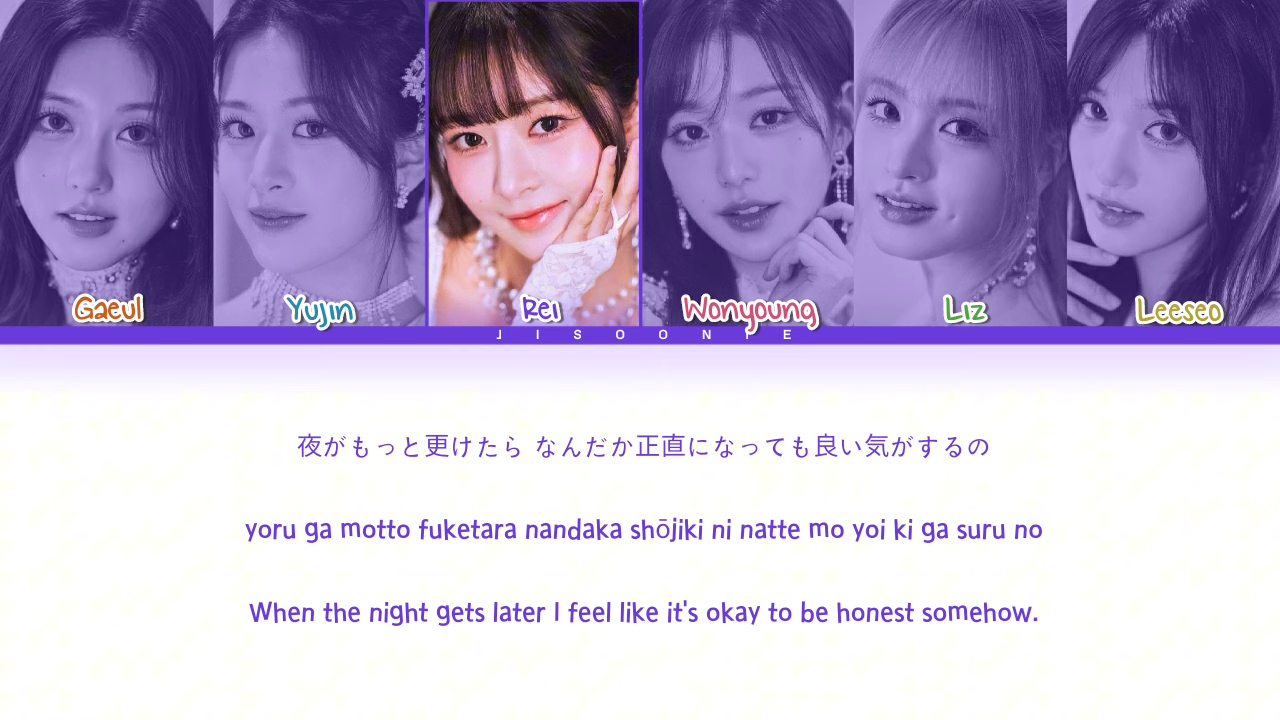 Gaeul Yujin Rei Wonyoung Liz Leeseo
JISOONIE
夜がもっと更けたら なんだか正直になっても良い気がするの
yoru ga motto fuketara nandaka shōjiki ni natte mo yoi ki ga suru no
When the night gets later I feel like it's okay to be honest somehow.